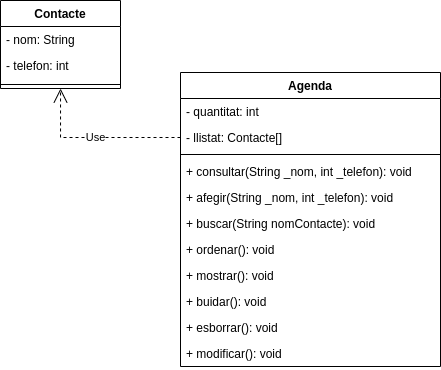 Contacte
- nom: String
- telefon: int
Use
Agenda
- quantitat: int
- llistat: Contacte[]
+ consultar(String _nom, int _telefon): void
+ afegir(String _nom, int _telefon): void
+ buscar(String nomContacte): void
+ ordenar(): void
+ mostrar(): void
+ buidar(): void
+ esborrar(): void
+ modificar(): void